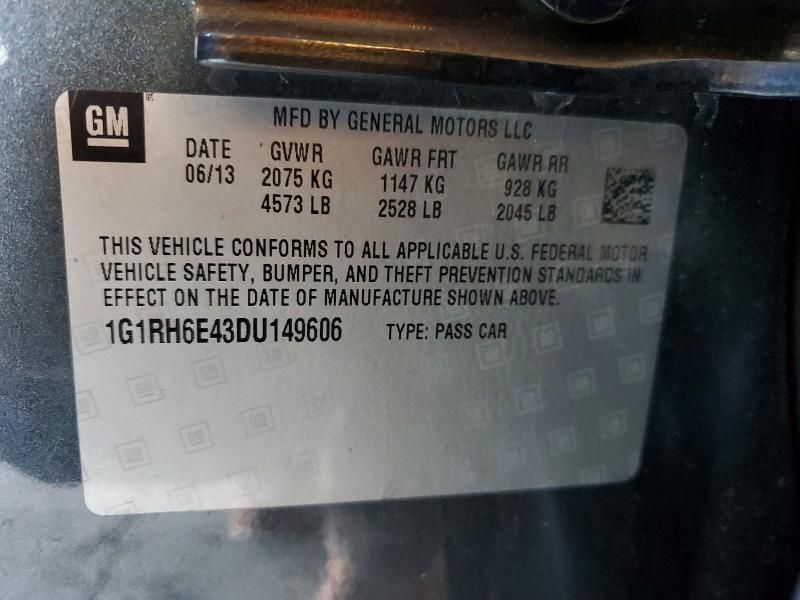 GM
MFD BY GENERAL MOTORS LLC
DATE GVWR GAWR FRT GAWR RR
06/13 2075 KG 1147 KG 928 KG
4573 LB 2528 LB 2045 LB
THIS VEHICLE CONFORMS TO ALL APPLICABLE U.S. FEDERAL MOTOR
VEHICLE SAFETY, BUMPER, AND THEFT PREVENTION STANDARDS IN
EFFECT ON THE DATE OF MANUFACTURE SHOWN ABOVE.
1G1RH6E43DU149606 TYPE: PASS CAR